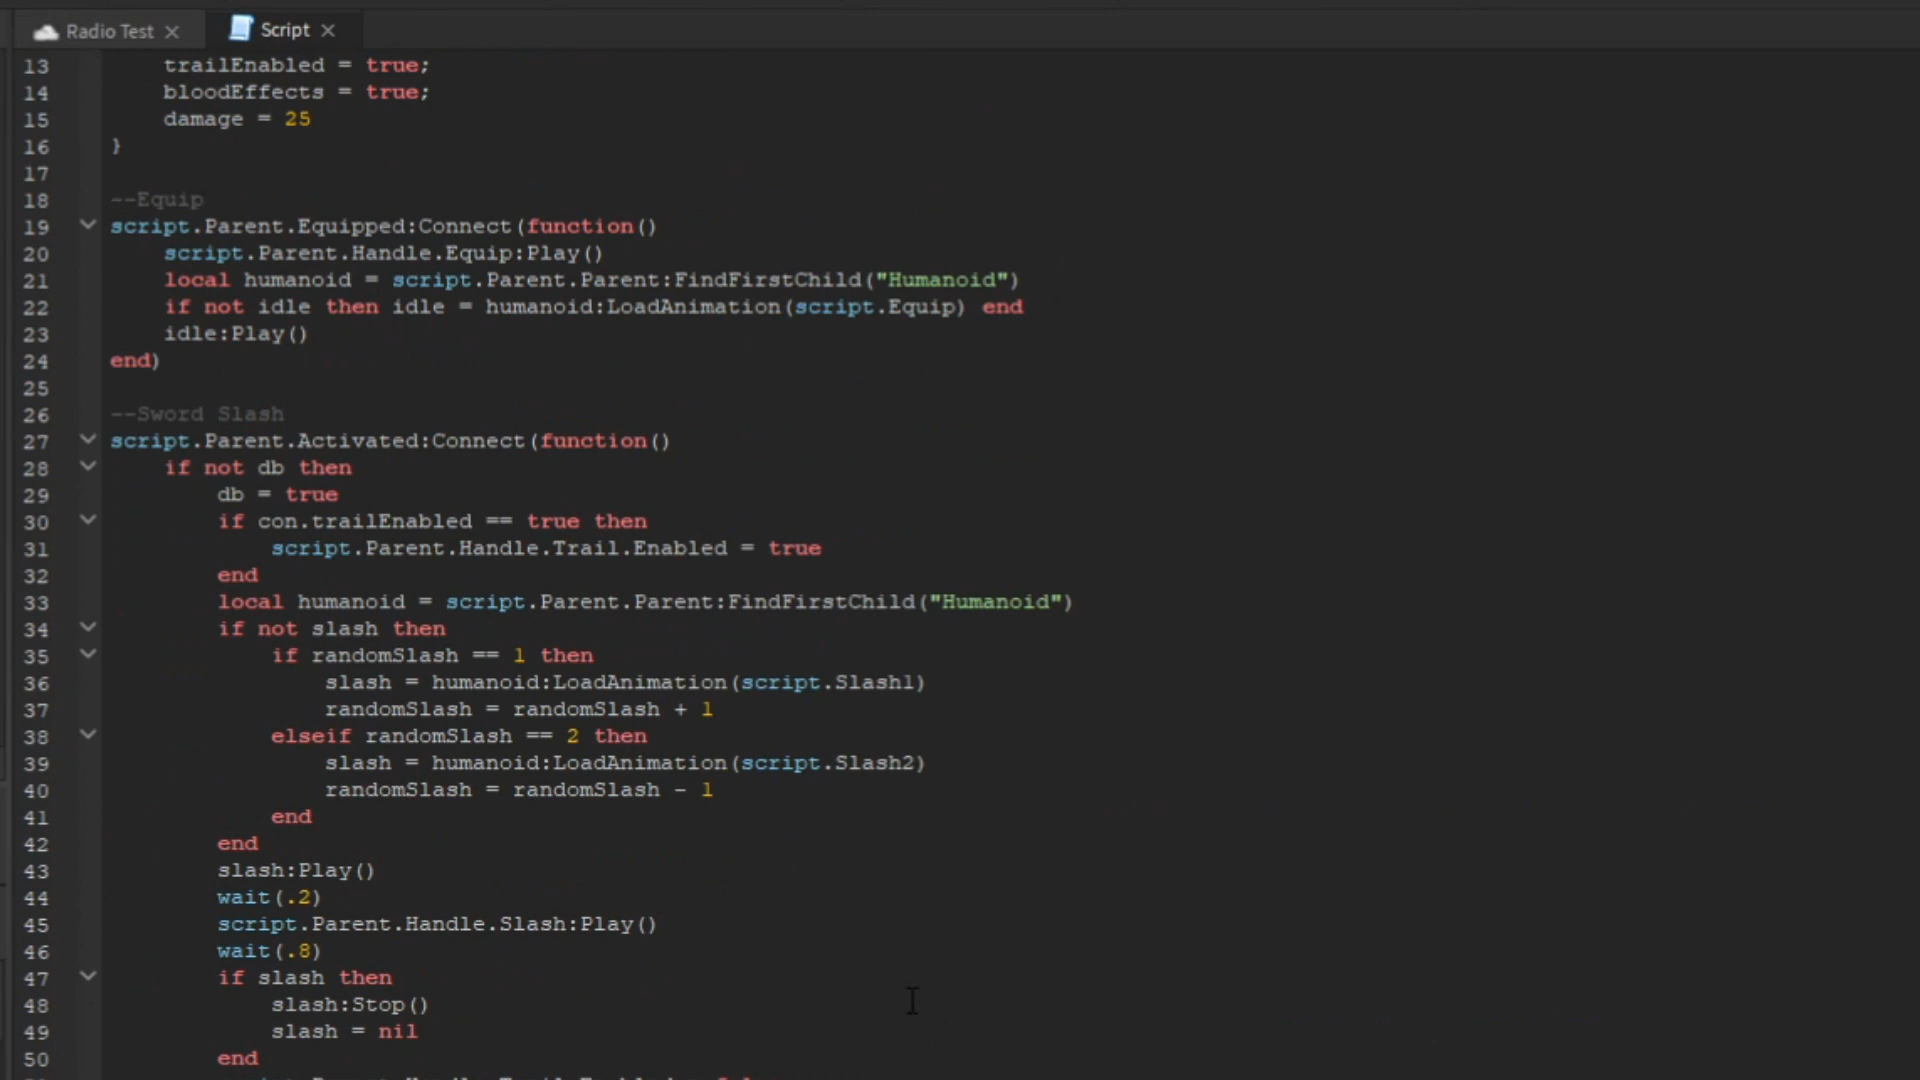 Radio Test
Script
13 trailEnabled = true;
14 bloodEffects = true;
15 damage = 25
16 }
17
18 --Equip
19 script.Parent.Equipped:Connect(function()
20 script.Parent.Handle.Equip:Play()
21 local humanoid = script.Parent.Parent:FindFirstChild("Humanoid")
22 if not idle then idle = humanoid:LoadAnimation(script.Equip) end
23 idle:Play()
24 end)
25
26 --Sword Slash
27 script.Parent.Activated:Connect(function()
28 if not db then
29 db = true
30 if con.trailEnabled == true then
31 script.Parent.Handle.Trail.Enabled = true
32 end
33 local humanoid = script.Parent.Parent:FindFirstChild("Humanoid")
34 if not slash then
35 if randomSlash == 1 then
36 slash = humanoid:LoadAnimation(script.Slash1)
37 randomSlash = randomSlash + 1
38 elseif randomSlash == 2 then
39 slash = humanoid:LoadAnimation(script.Slash2)
40 randomSlash = randomSlash - 1
41 end
42 end
43 slash:Play()
44 wait(.2)
45 script.Parent.Handle.Slash:Play()
46 wait(.8)
47 if slash then
48 slash:Stop()
49 slash = nil
50 end